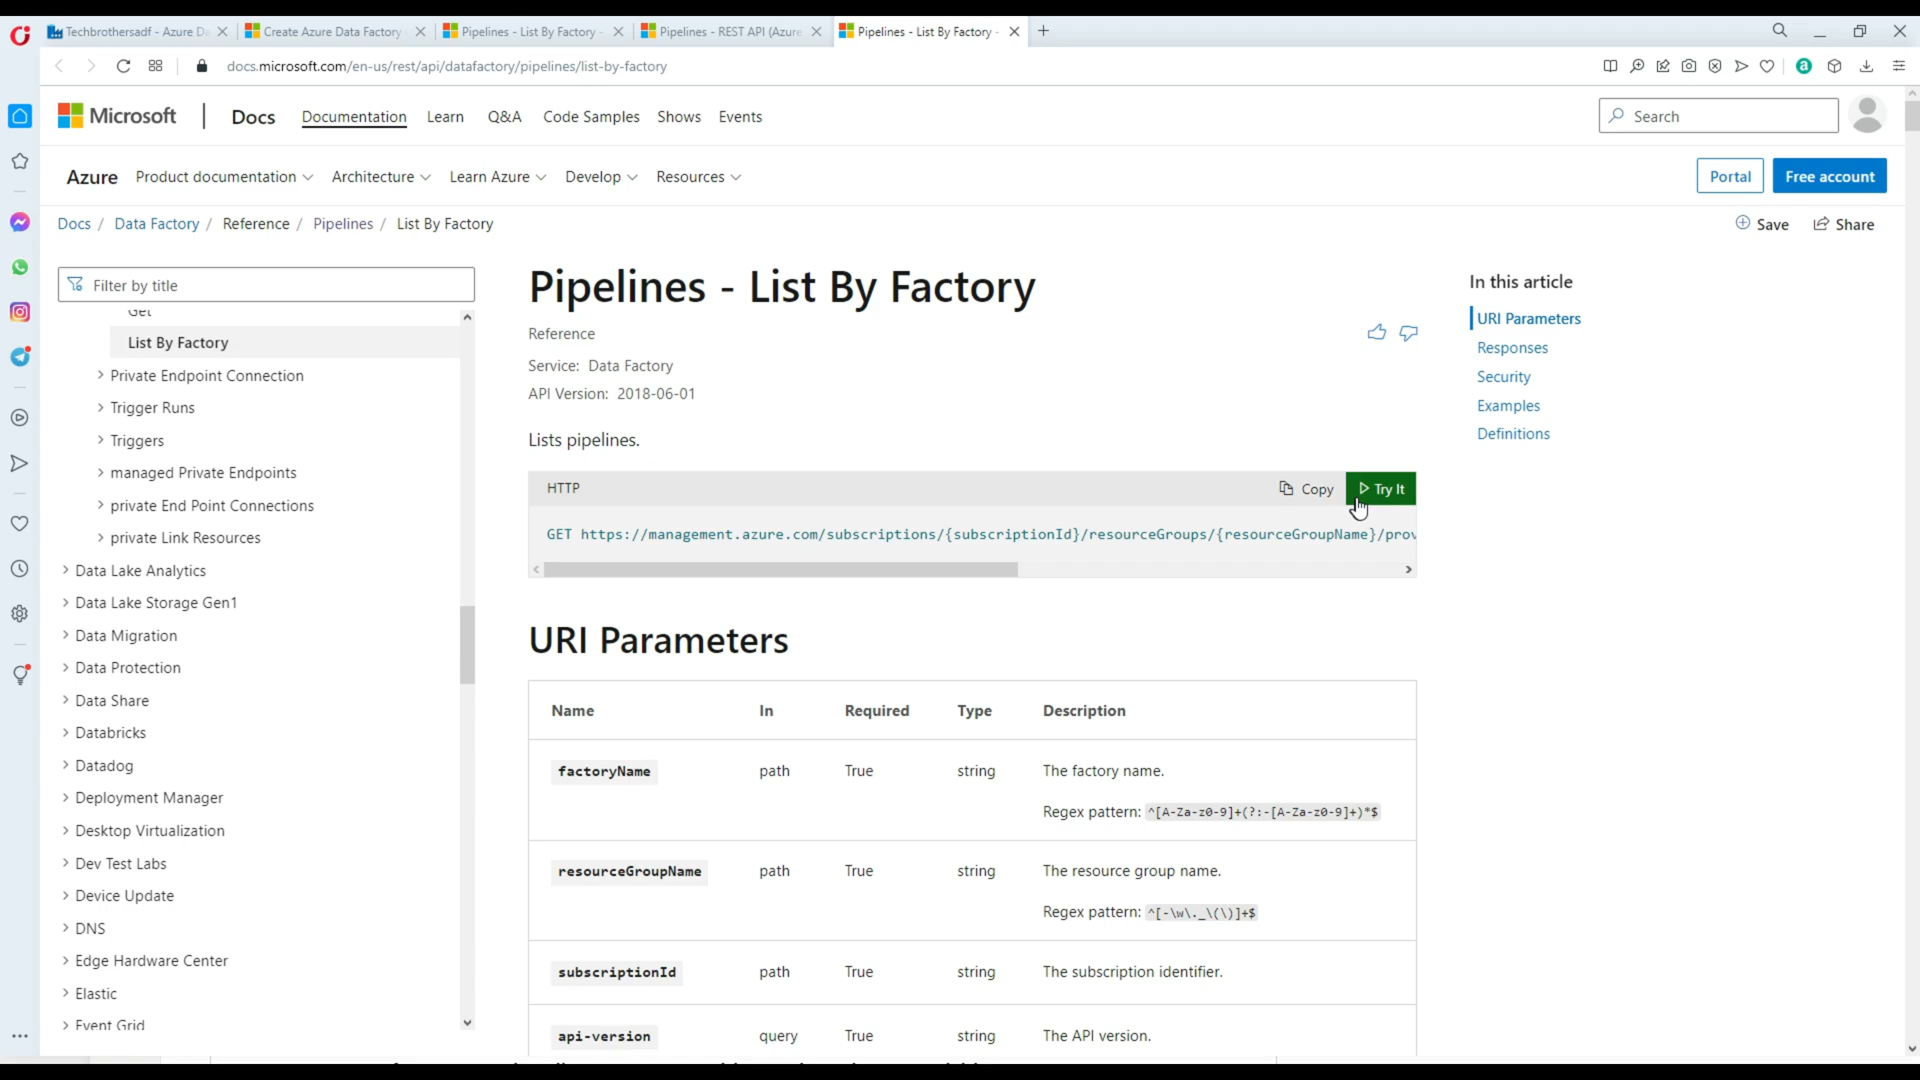 Techbrothersadf - Azure Da
Create Azure Data Factory
Pipelines - List By Factory -
Pipelines - REST API (Azure
Pipelines - List By Factory -
docs.microsoft.com/en-us/rest/api/datafactory/pipelines/list-by-factory
Microsoft
Docs
Documentation
Learn
Q&A
Code Samples
Shows
Events
Search
Azure
Product documentation
Architecture
Learn Azure
Develop
Resources
Portal
Free account
Docs / Data Factory / Reference / Pipelines / List By Factory
Save
Share
Filter by title
Get
List By Factory
Private Endpoint Connection
Trigger Runs
Triggers
managed Private Endpoints
private End Point Connections
private Link Resources
Data Lake Analytics
Data Lake Storage Gen1
Data Migration
Data Protection
Data Share
Databricks
Datadog
Deployment Manager
Desktop Virtualization
Dev Test Labs
Device Update
DNS
Edge Hardware Center
Elastic
Event Grid
Pipelines - List By Factory
Reference
Service: Data Factory
API Version: 2018-06-01
Lists pipelines.
HTTP
Copy
Try It
GET https://management.azure.com/subscriptions/{subscriptionId}/resourceGroups/{resourceGroupName}/prov
URI Parameters
Name In Required Type Description
factoryName path True string The factory name.
Regex pattern: ^[A-Za-z0-9]+(?:-[A-Za-z0-9]+)*$
resourceGroupName path True string The resource group name.
Regex pattern: ^[-\w\._\(\)]+$
subscriptionId path True string The subscription identifier.
api-version query True string The API version.
In this article
URI Parameters
Responses
Security
Examples
Definitions